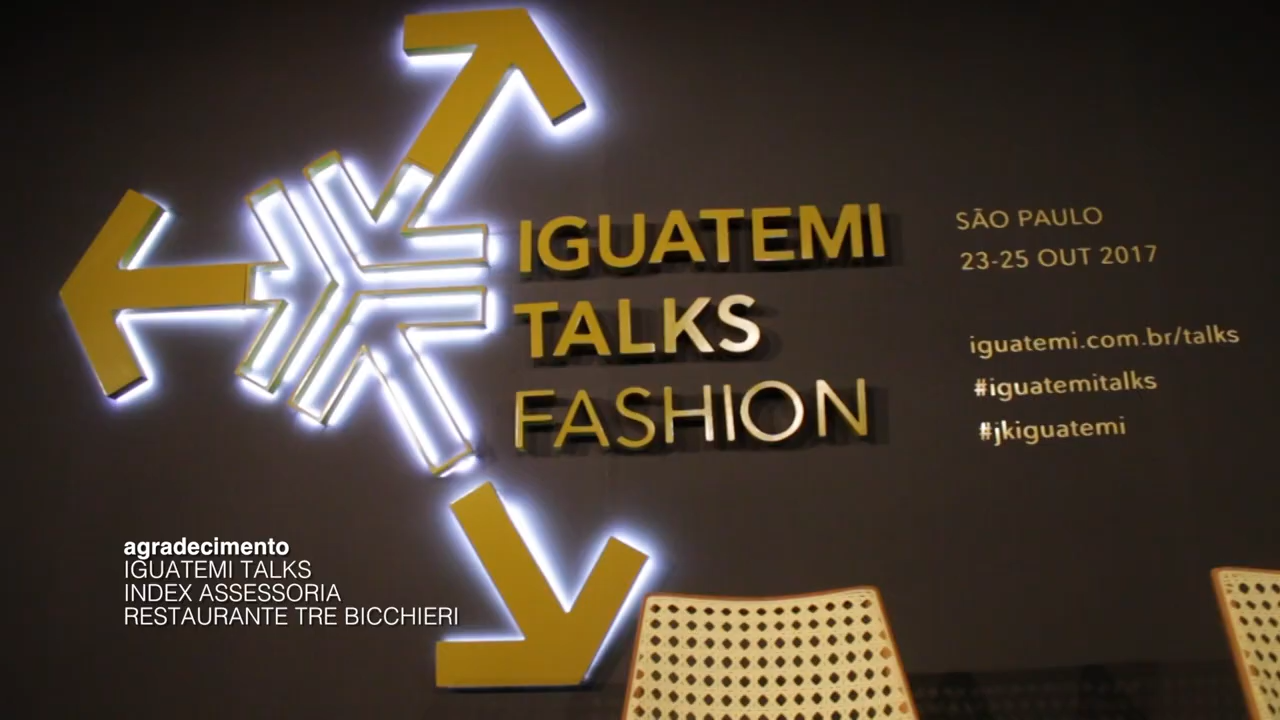 IGUATEMI
TALKS
FASHION
SÃO PAULO
23-25 OUT 2017
iguatemi.com.br/talks
#iguatemitalks
#jkiguatemi
agradecimento
IGUATEMI TALKS
INDEX ASSESSORIA
RESTAURANTE TRE BICCHIERI